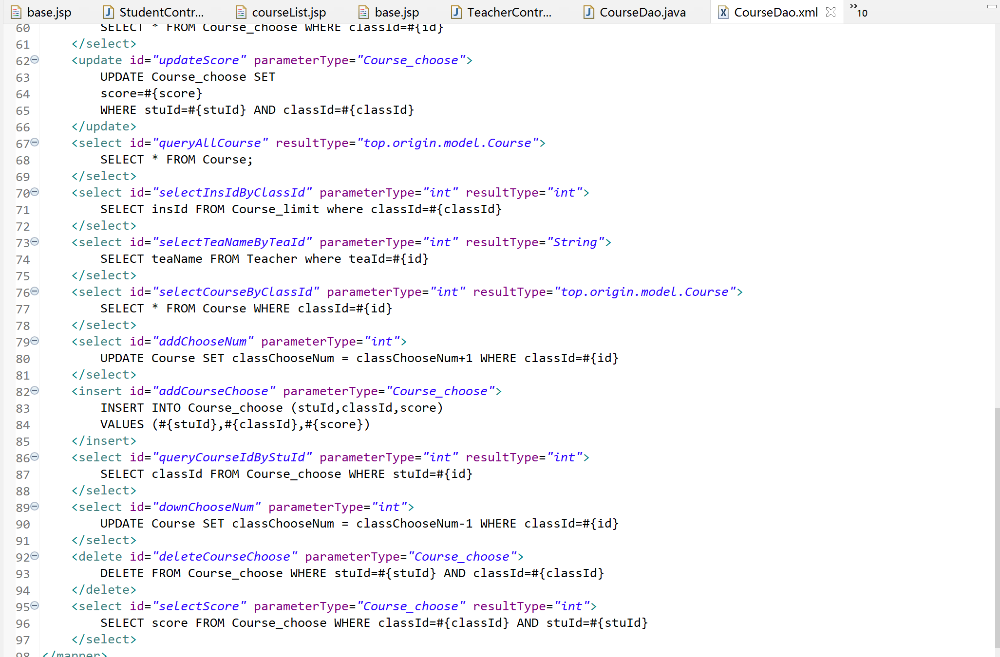 base.jsp StudentContr... courseList.jsp base.jsp TeacherContr... CourseDao.java CourseDao.xml »10
60 SELECT * FROM Course_choose WHERE classId=#{id}
61 </select>
62 <update id="updateScore" parameterType="Course_choose">
63 UPDATE Course_choose SET
64 score=#{score}
65 WHERE stuId=#{stuId} AND classId=#{classId}
66 </update>
67 <select id="queryAllCourse" resultType="top.origin.model.Course">
68 SELECT * FROM Course;
69 </select>
70 <select id="selectInsIdByClassId" parameterType="int" resultType="int">
71 SELECT insId FROM Course_limit where classId=#{classId}
72 </select>
73 <select id="selectTeaNameByTeaId" parameterType="int" resultType="String">
74 SELECT teaName FROM Teacher where teaId=#{id}
75 </select>
76 <select id="selectCourseByClassId" parameterType="int" resultType="top.origin.model.Course">
77 SELECT * FROM Course WHERE classId=#{id}
78 </select>
79 <select id="addChooseNum" parameterType="int">
80 UPDATE Course SET classChooseNum = classChooseNum+1 WHERE classId=#{id}
81 </select>
82 <insert id="addCourseChoose" parameterType="Course_choose">
83 INSERT INTO Course_choose (stuId,classId,score)
84 VALUES (#{stuId},#{classId},#{score})
85 </insert>
86 <select id="queryCourseIdByStuId" parameterType="int" resultType="int">
87 SELECT classId FROM Course_choose WHERE stuId=#{id}
88 </select>
89 <select id="downChooseNum" parameterType="int">
90 UPDATE Course SET classChooseNum = classChooseNum-1 WHERE classId=#{id}
91 </select>
92 <delete id="deleteCourseChoose" parameterType="Course_choose">
93 DELETE FROM Course_choose WHERE stuId=#{stuId} AND classId=#{classId}
94 </delete>
95 <select id="selectScore" parameterType="Course_choose" resultType="int">
96 SELECT score FROM Course_choose WHERE classId=#{classId} AND stuId=#{stuId}
97 </select>
98 </mapper>